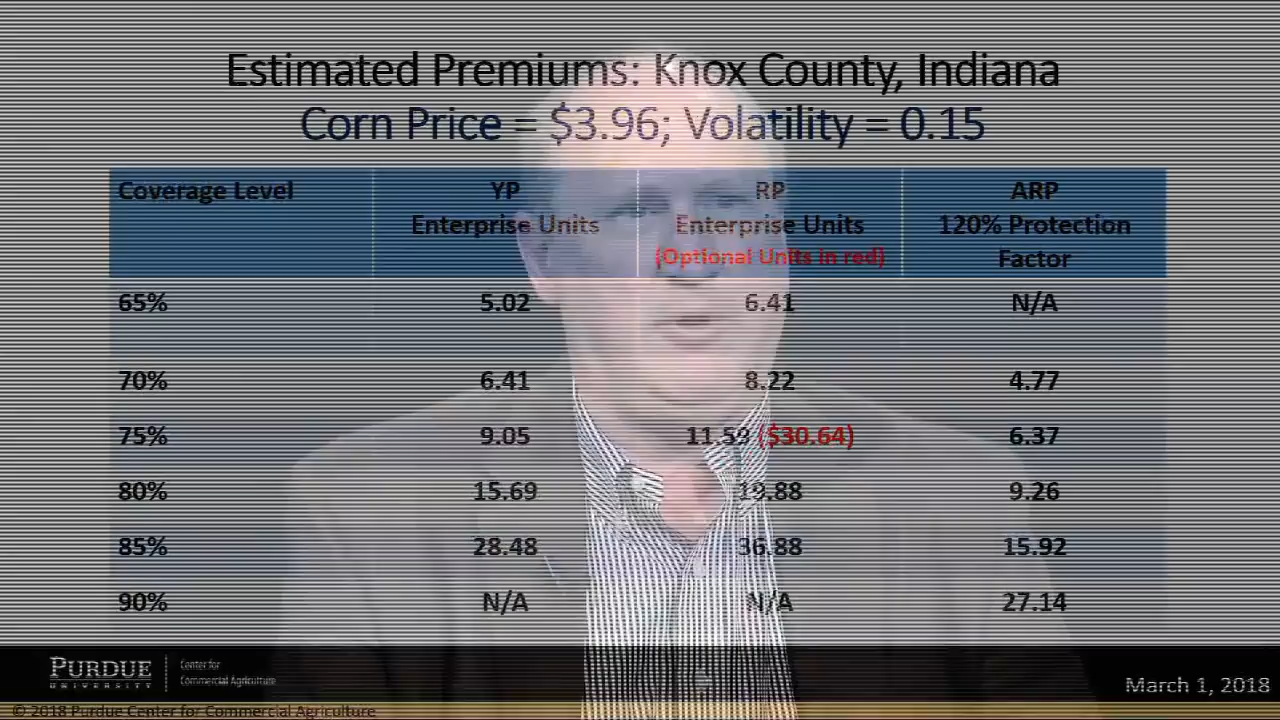 Estimated Premiums: Knox County, Indiana
Corn Price = $3.96; Volatility = 0.15
Coverage Level YP RP ARP
Enterprise Units Enterprise Units 120% Protection
(Optional Units in red) Factor
65% 5.02 6.41 N/A
70% 6.41 8.22 4.77
75% 9.05 11.59 ($30.64) 6.37
80% 15.69 19.88 9.26
85% 28.48 36.88 15.92
90% N/A N/A 27.14
PURDUE Center for
UNIVERSITY Commercial Agriculture
March 1, 2018
© 2018 Purdue Center for Commercial Agriculture